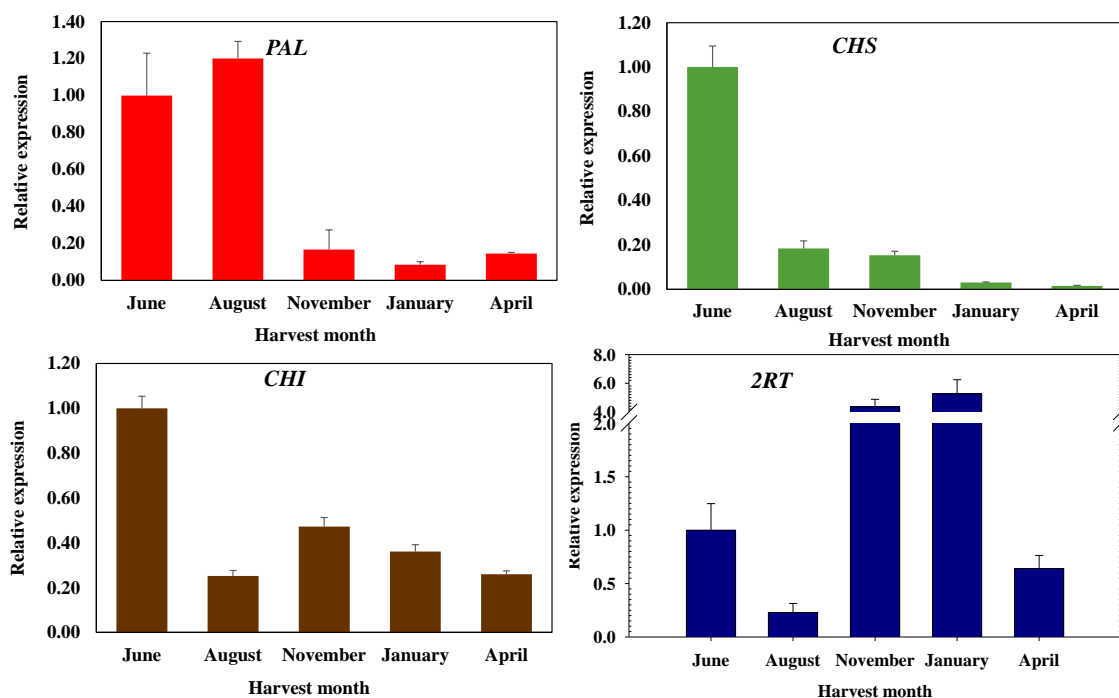 PAL
Relative expression
1.40
1.20
1.00
0.80
0.60
0.40
0.20
0.00
June August November January April
Harvest month
CHS
Relative expression
1.20
1.00
0.80
0.60
0.40
0.20
0.00
June August November January April
Harvest month
CHI
Relative expression
1.20
1.00
0.80
0.60
0.40
0.20
0.00
June August November January April
Harvest month
2RT
Relative expression
8.0
6.0
4.0
2.0
1.5
1.0
0.5
0.0
June August November January April
Harvest month